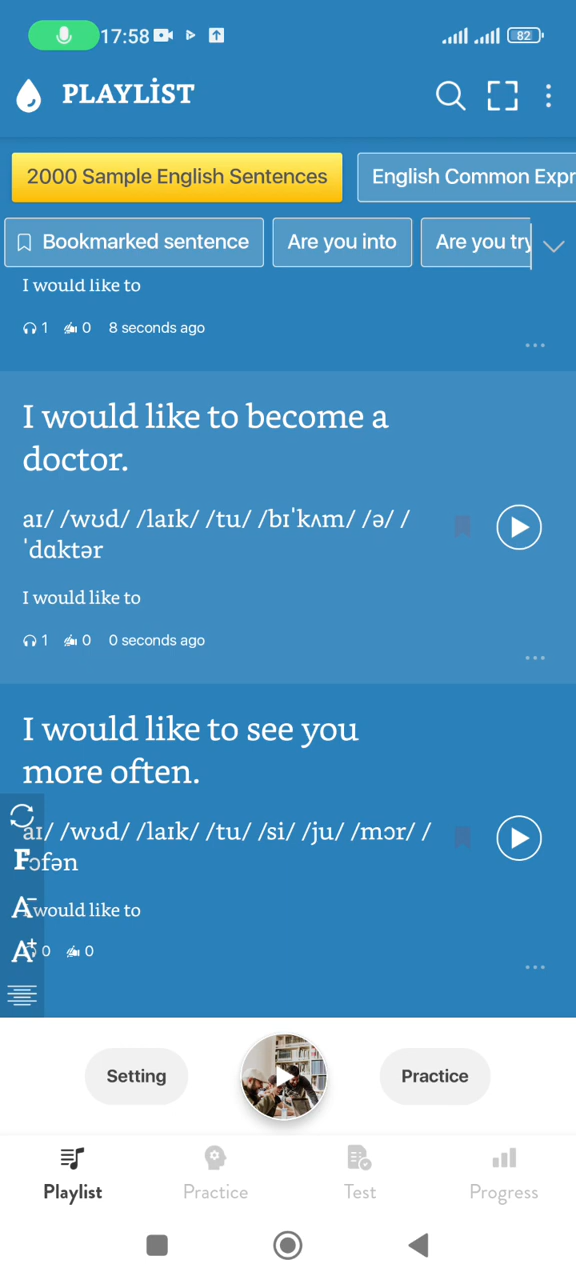 17:58
82
PLAYLİST
2000 Sample English Sentences
English Common Expr
Bookmarked sentence
Are you into
Are you try
I would like to
1 0 8 seconds ago
I would like to become a
doctor.
aɪ/ /wʊd/ /laɪk/ /tu/ /bɪˈkʌm/ /ə/ /
ˈdɑktər
I would like to
1 0 0 seconds ago
I would like to see you
more often.
aɪ/ /wʊd/ /laɪk/ /tu/ /si/ /ju/ /mɔr/ /
ɔfən
F
A-
would like to
A+
0 0
Setting
Practice
Playlist
Practice
Test
Progress